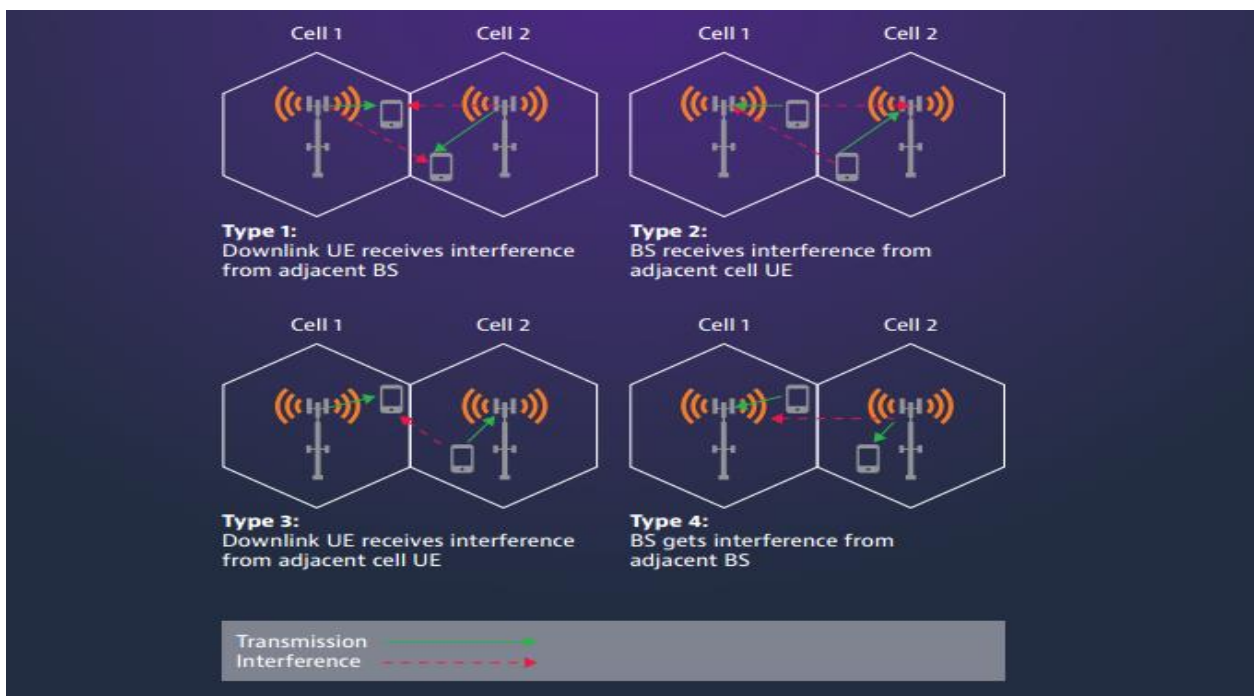 Cell 1
Cell 2
Cell 1
Cell 2
Type 1:
Downlink UE receives interference
from adjacent BS
Type 2:
BS receives interference from
adjacent cell UE
Cell 1
Cell 2
Cell 1
Cell 2
Type 3:
Downlink UE receives interference
from adjacent cell UE
Type 4:
BS gets interference from
adjacent BS
Transmission
Interference